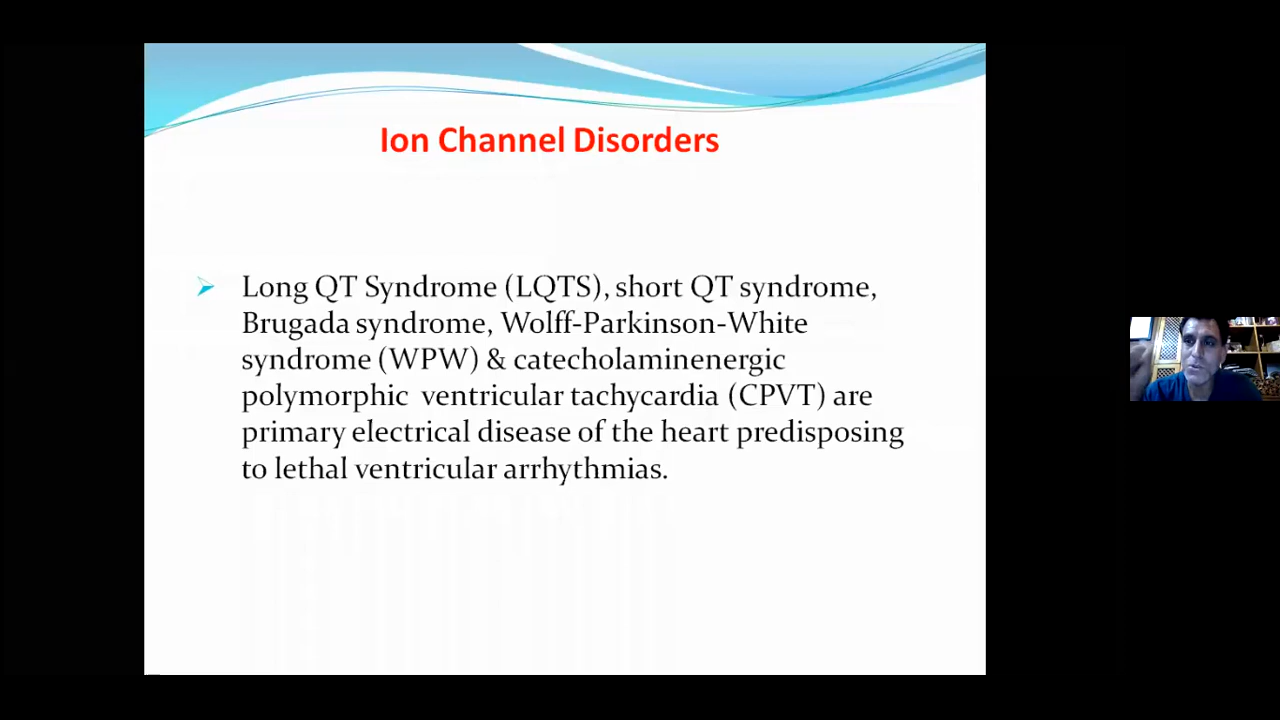 Ion Channel Disorders
Long QT Syndrome (LQTS), short QT syndrome,
Brugada syndrome, Wolff-Parkinson-White
syndrome (WPW) & catecholaminenergic
polymorphic ventricular tachycardia (CPVT) are
primary electrical disease of the heart predisposing
to lethal ventricular arrhythmias.